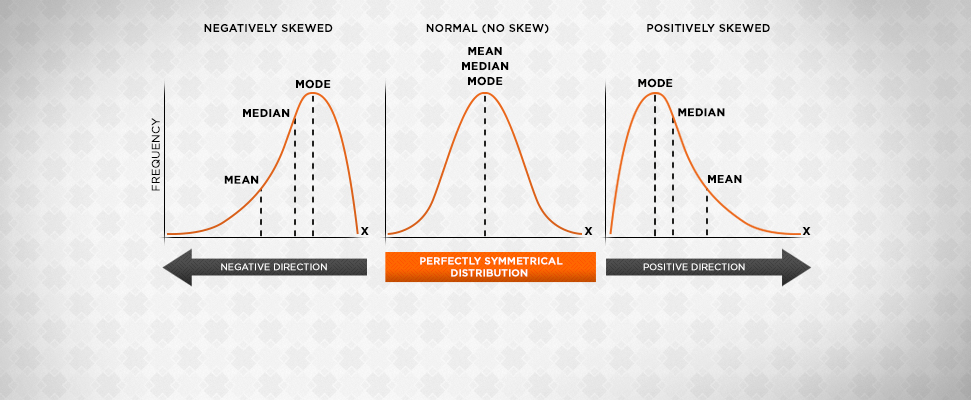 NEGATIVELY SKEWED
NORMAL (NO SKEW)
POSITIVELY SKEWED
MEAN
MEDIAN
MODE
MODE
MEDIAN
MEAN
FREQUENCY
X
X
MODE
MEDIAN
MEAN
X
NEGATIVE DIRECTION
PERFECTLY SYMMETRICAL
DISTRIBUTION
POSITIVE DIRECTION